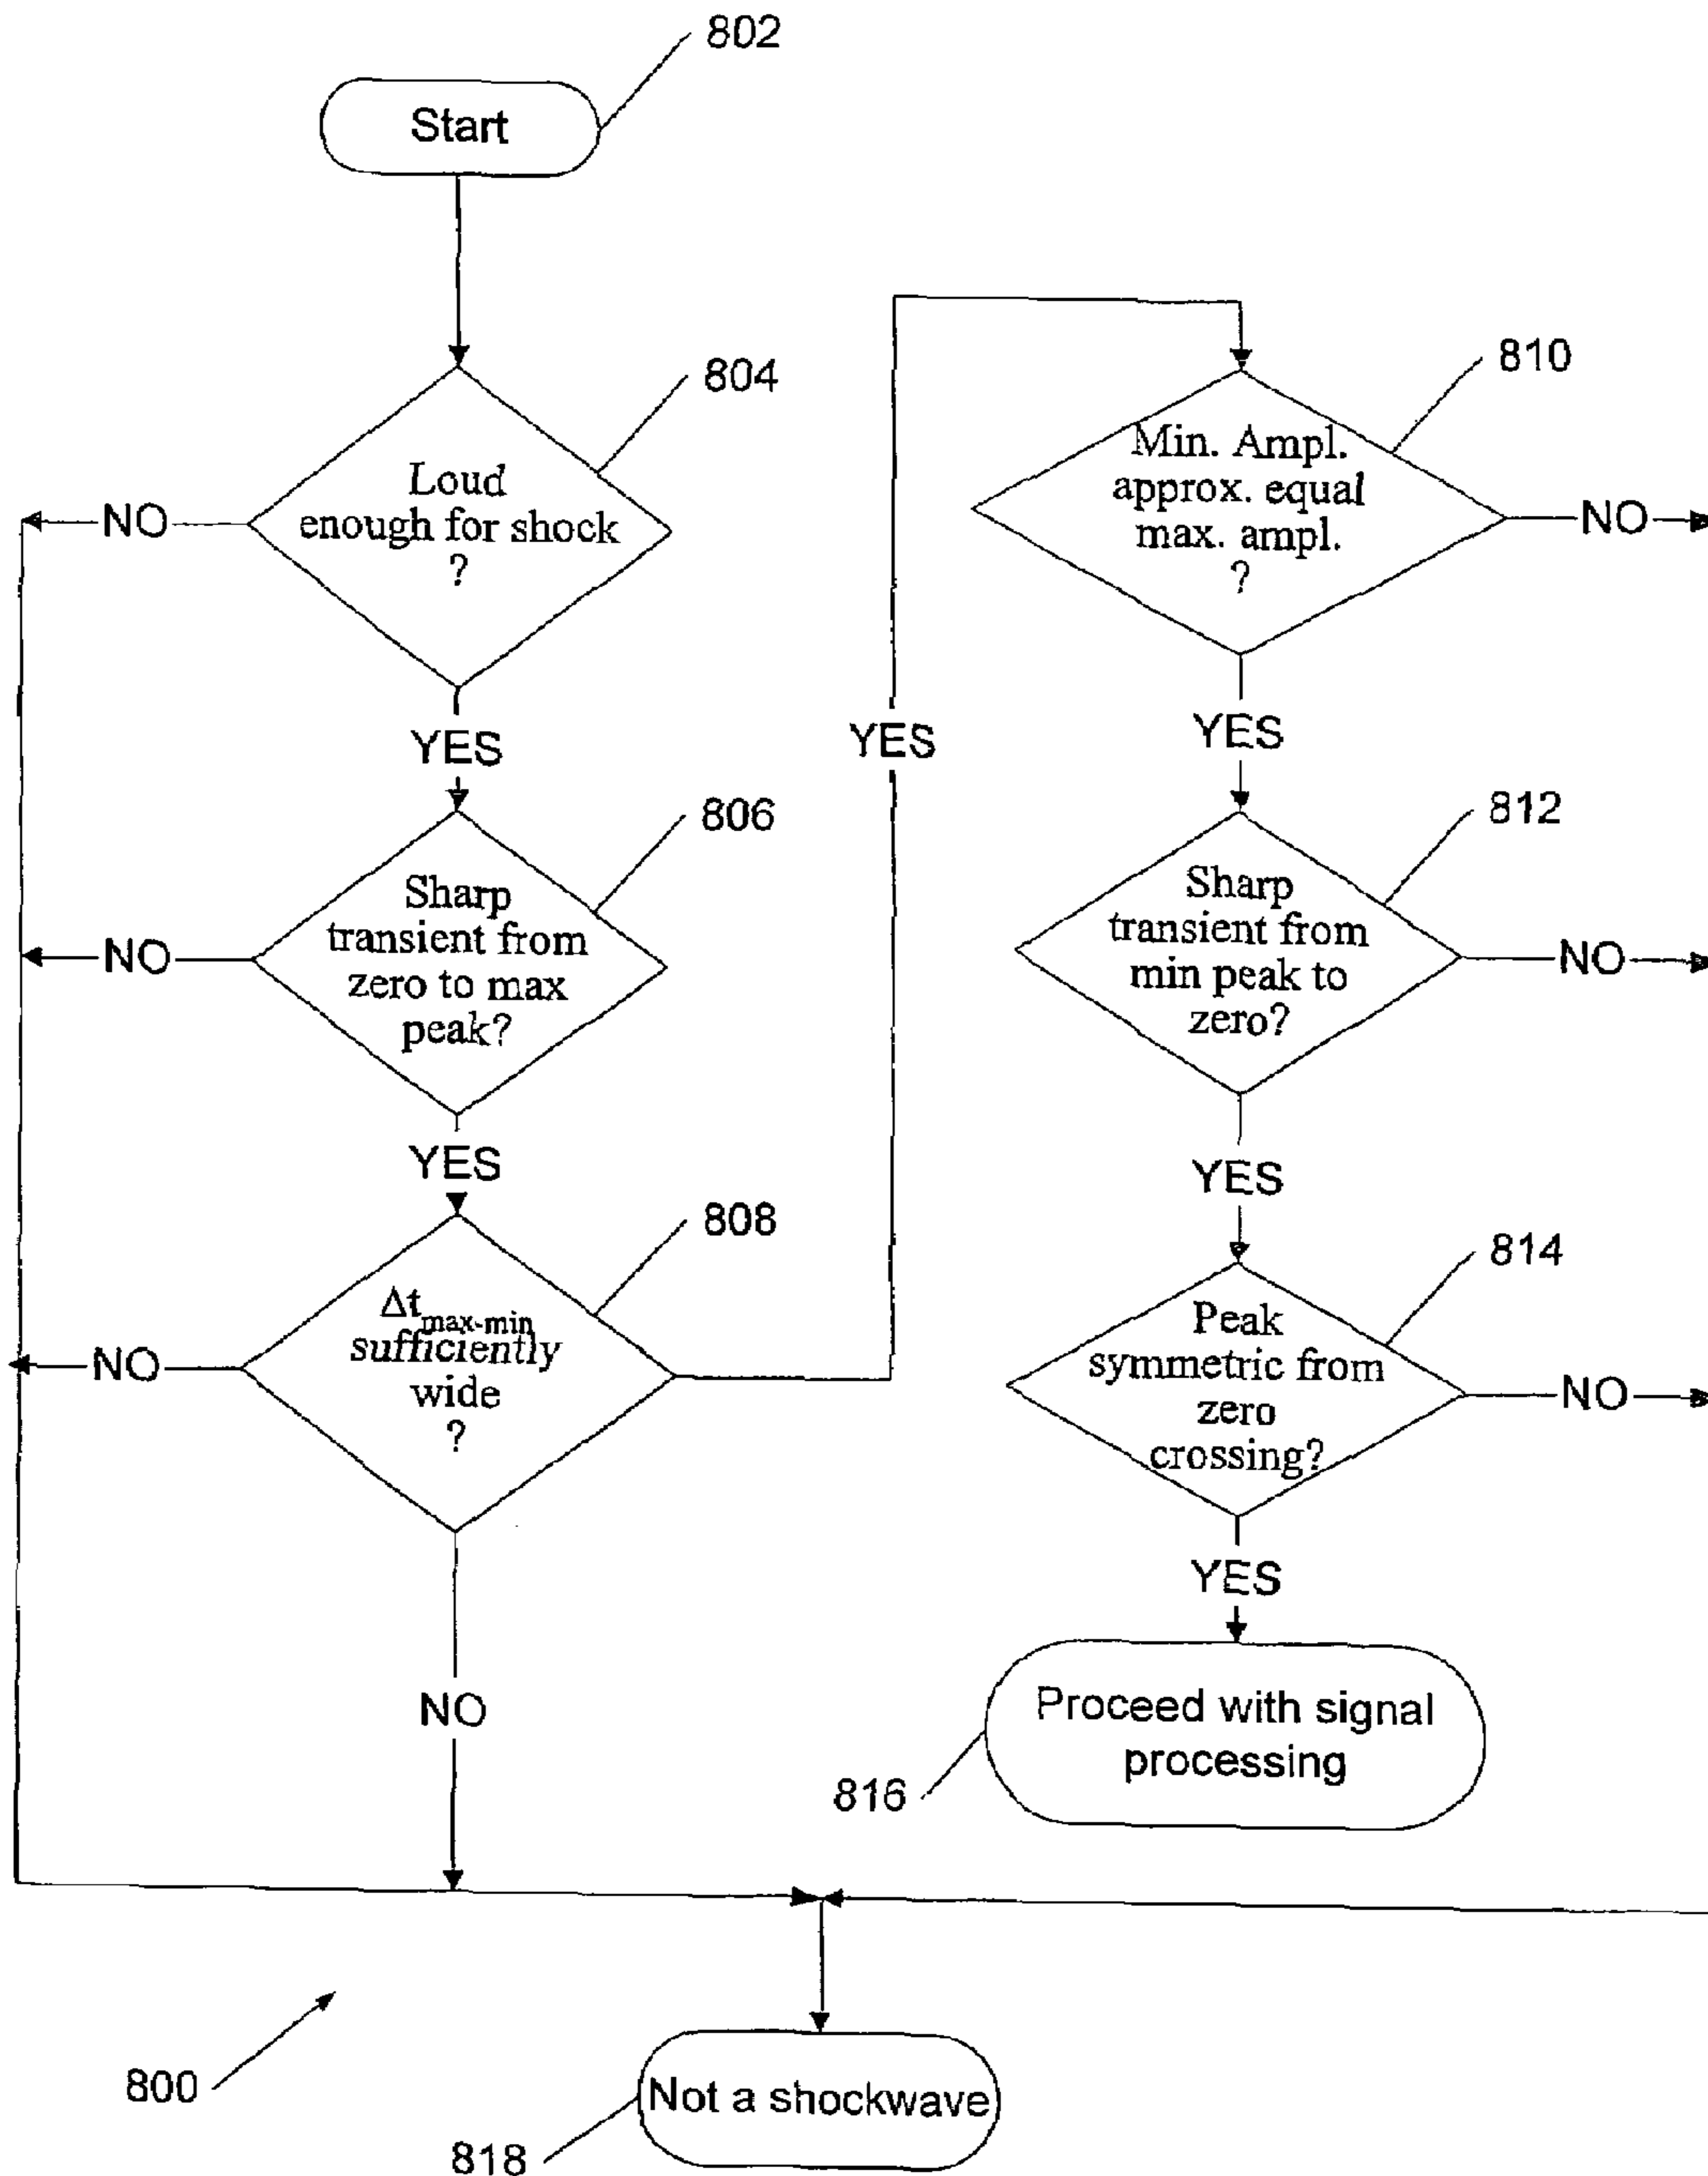 802
Start
804
Loud
enough for shock
?
NO
YES
806
Sharp
transient from
zero to max
peak?
NO
YES
808
Δt max-min
sufficiently
wide
?
NO
NO
YES
810
Min. Ampl.
approx. equal
max. ampl.
?
NO
YES
812
Sharp
transient from
min peak to
zero?
NO
YES
814
Peak
symmetric from
zero
crossing?
NO
YES
Proceed with signal
processing
816
800
Not a shockwave
818